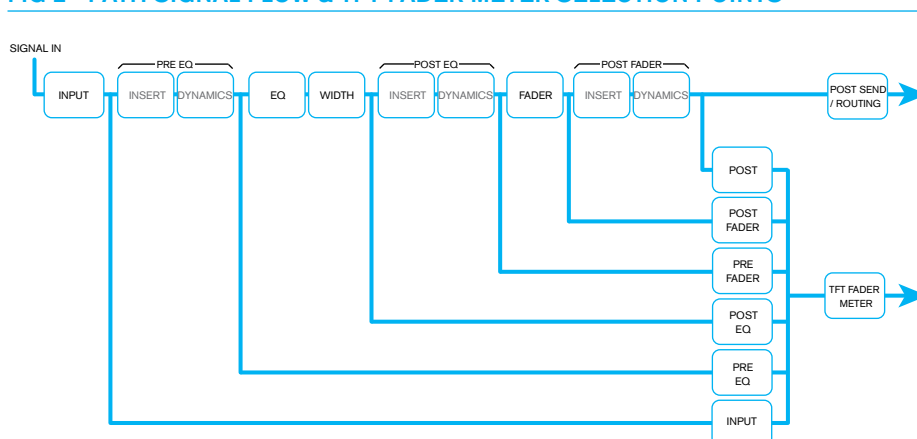 SIGNAL IN
PRE EQ
POST EQ
POST FADER
INPUT
INSERT
DYNAMICS
EQ
WIDTH
INSERT
DYNAMICS
FADER
INSERT
DYNAMICS
POST SEND
/ ROUTING
POST
POST
FADER
PRE
FADER
TFT FADER
METER
POST
EQ
PRE
EQ
INPUT